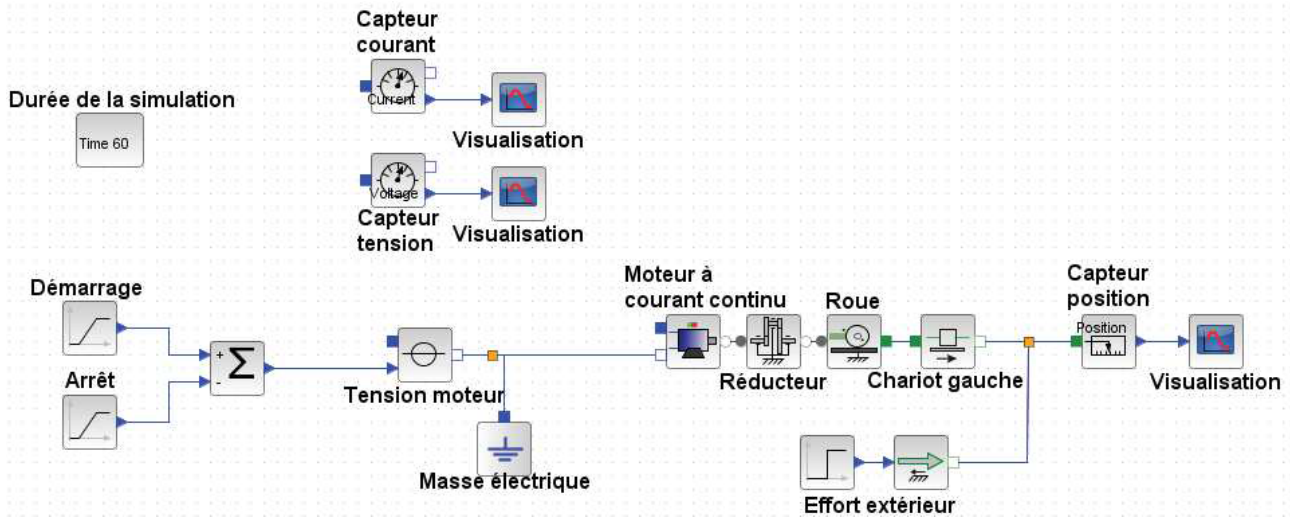 Capteur
courant
Current
Visualisation
Durée de la simulation
Time 60
Voltage
Capteur
tension
Visualisation
Démarrage
+
Σ
-
Arrêt
Tension moteur
Masse électrique
Moteur à
courant continu
Réducteur
Roue
Chariot gauche
Capteur
position
Position
Visualisation
Effort extérieur